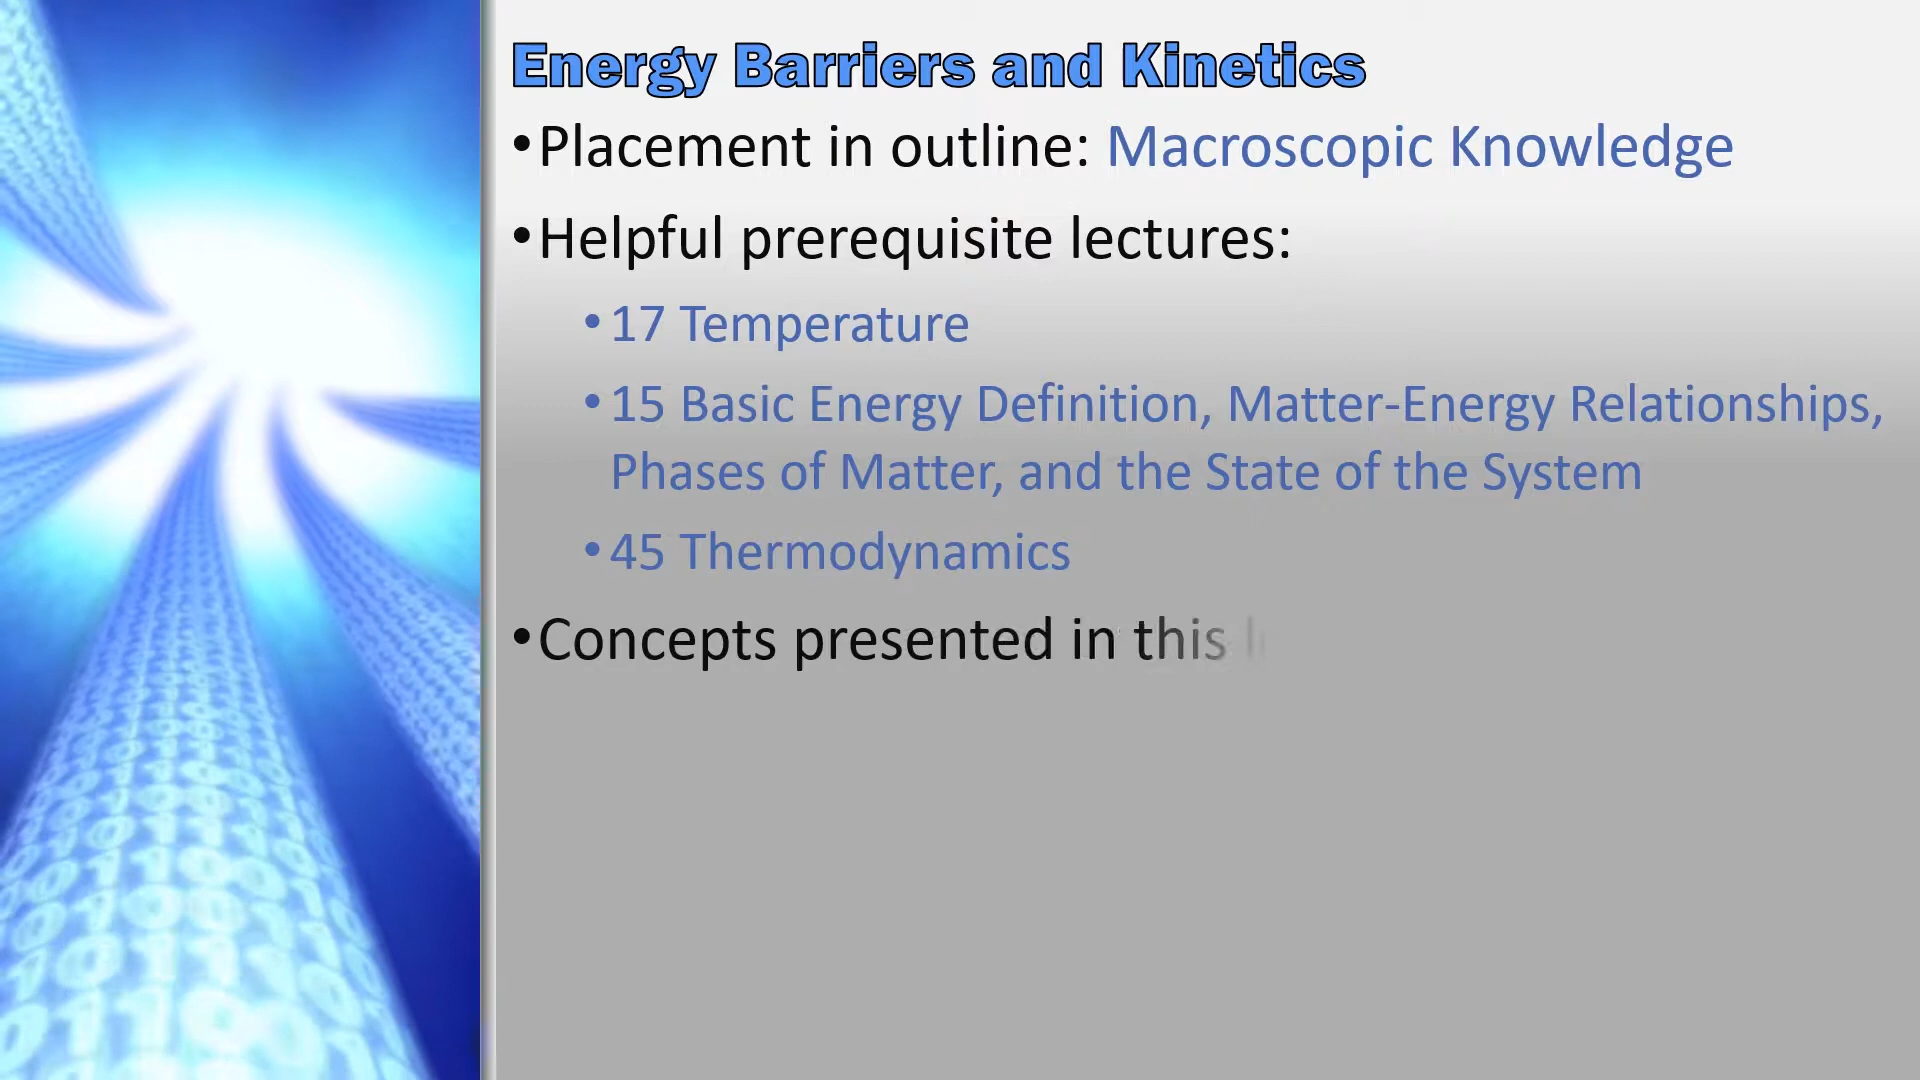 Energy Barriers and Kinetics
•Placement in outline: Macroscopic Knowledge
•Helpful prerequisite lectures:
•17 Temperature
•15 Basic Energy Definition, Matter-Energy Relationships,
Phases of Matter, and the State of the System
•45 Thermodynamics
•Concepts presented in this